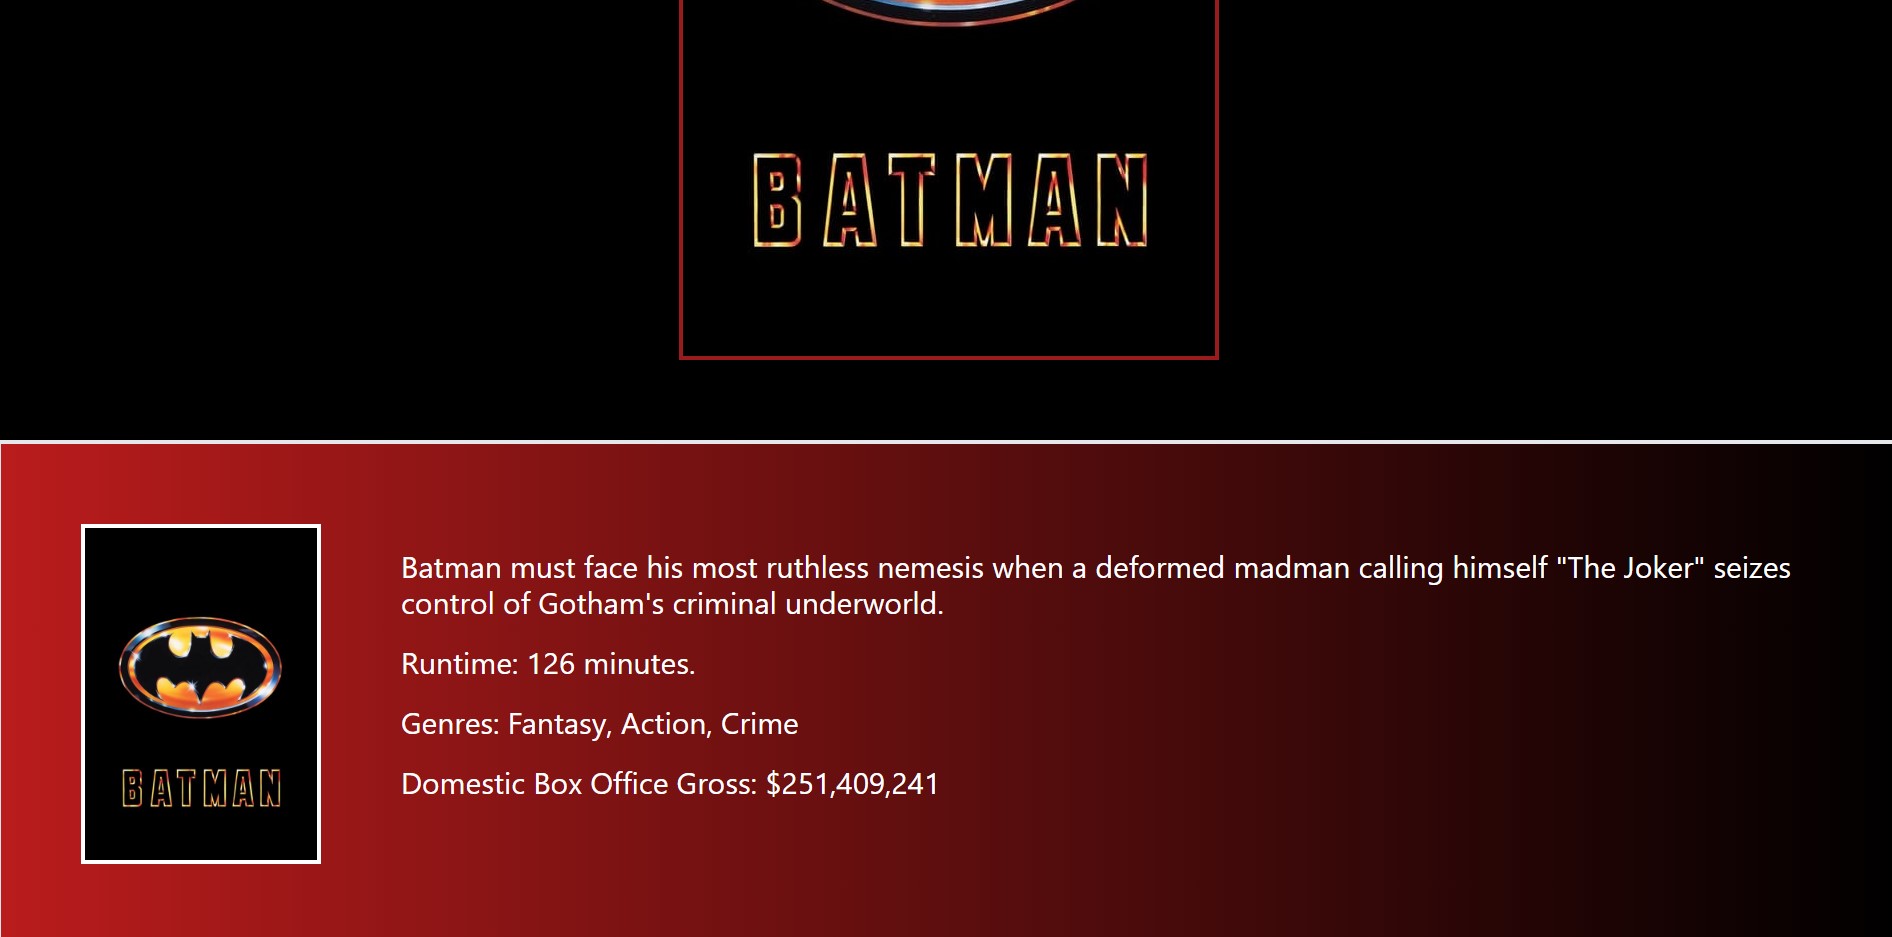 BATMAN
Batman must face his most ruthless nemesis when a deformed madman calling himself "The Joker" seizes
control of Gotham's criminal underworld.
Runtime: 126 minutes.
Genres: Fantasy, Action, Crime
Domestic Box Office Gross: $251,409,241
BATMAN